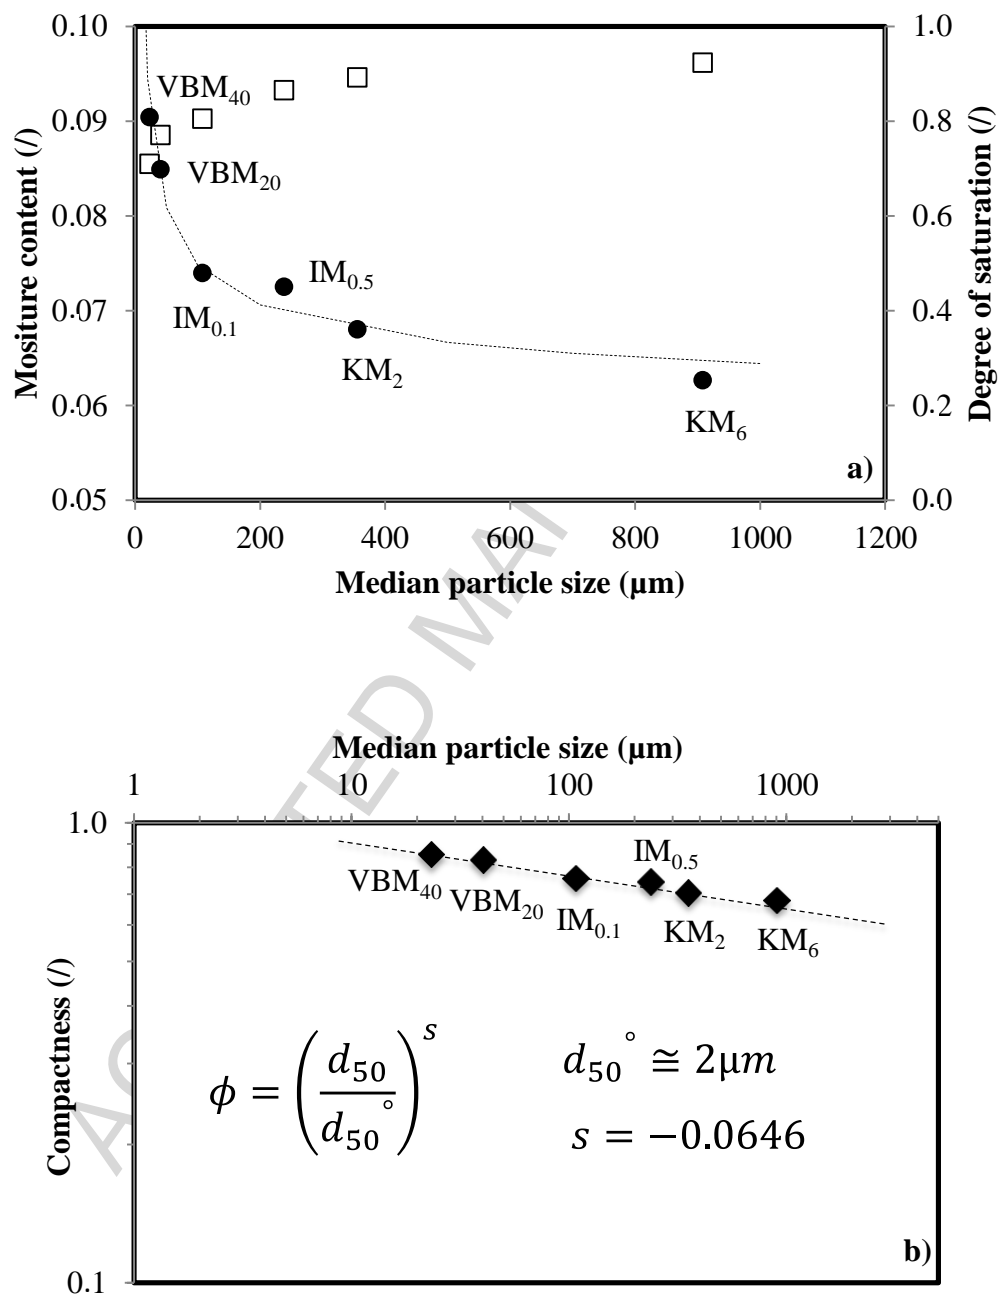 0.10
1.0
VBM40
0.09
0.8
VBM20
0.08
0.6
IM0.5
0.07
0.4
IM0.1
KM2
0.06
0.2
KM6
a)
0.05
0.0
Mositure content (/)
Degree of saturation (/)
0 200 400 600 800 1000 1200
Median particle size (µm)
Median particle size (µm)
1 10 100 1000
1.0
IM0.5
VBM40
VBM20
IM0.1
KM2
KM6
Compactness (/)
ϕ = (d50 / d50°)^s
d50° ≅ 2µm
s = −0.0646
b)
0.1